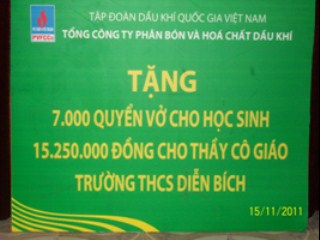 TẬP ĐOÀN DẦU KHÍ QUỐC GIA VIỆT NAM
TỔNG CÔNG TY PHÂN BÓN VÀ HOÁ CHẤT DẦU KHÍ
PVFCCo
TẶNG
7.000 QUYỂN VỞ CHO HỌC SINH
15.250.000 ĐỒNG CHO THẦY CÔ GIÁO
TRƯỜNG THCS DIỄN BÍCH
15/11/2011